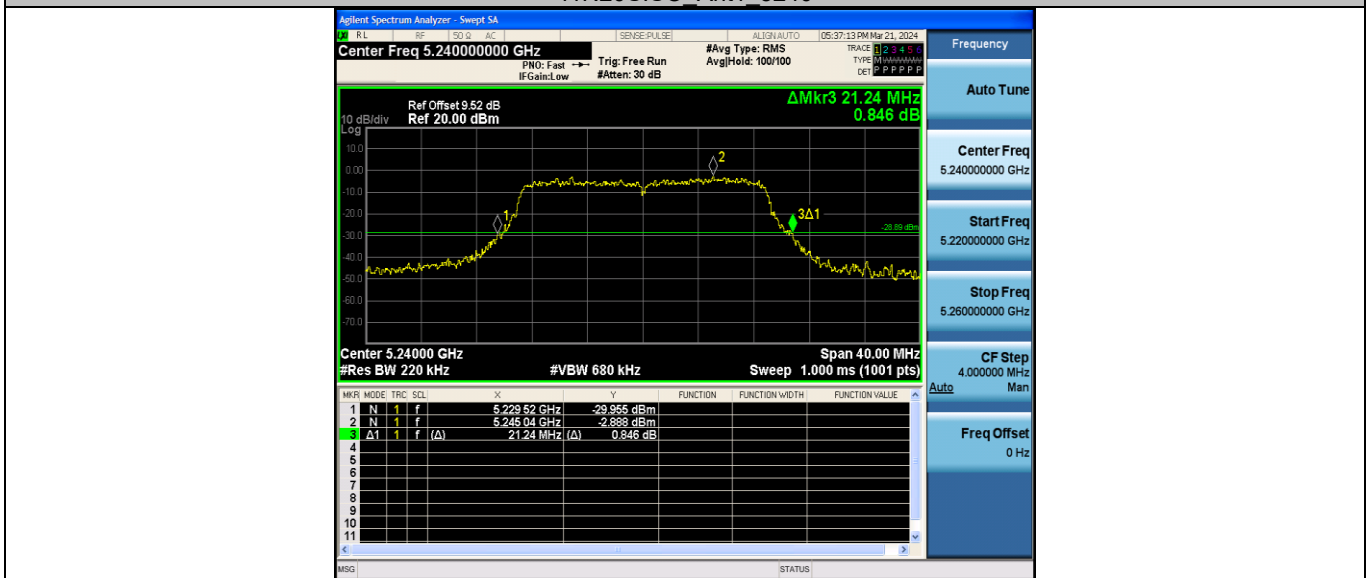 Agilent Spectrum Analyzer - Swept SA
RL RF 50 Ω AC SENSE:PULSE ALIGN AUTO 05:37:13 PM Mar 21, 2024
Center Freq 5.240000000 GHz
PNO: Fast
IFGain:Low
Trig: Free Run
#Atten: 30 dB
#Avg Type: RMS
Avg|Hold: 100/100
TRACE 1 2 3 4 5 6
TYPE M
DET P P P P P P
ΔMkr3 21.24 MHz
0.846 dB
Ref Offset 9.52 dB
10 dB/div Ref 20.00 dBm
Log
10.0
0.00
-10.0
-20.0
-30.0
-40.0
-50.0
-60.0
-70.0
1
2
3Δ1
-28.89 dBm
Center 5.24000 GHz Span 40.00 MHz
#Res BW 220 kHz #VBW 680 kHz Sweep 1.000 ms (1001 pts)
MKR MODE TRC SCL X Y FUNCTION FUNCTION WIDTH FUNCTION VALUE
1 N 1 f 5.229 52 GHz -29.955 dBm
2 N 1 f 5.245 04 GHz -2.888 dBm
3 Δ1 1 f (Δ) 21.24 MHz (Δ) 0.846 dB
4
5
6
7
8
9
10
11
MSG STATUS
Frequency
Auto Tune
Center Freq
5.240000000 GHz
Start Freq
5.220000000 GHz
Stop Freq
5.260000000 GHz
CF Step
4.000000 MHz
Auto Man
Freq Offset
0 Hz